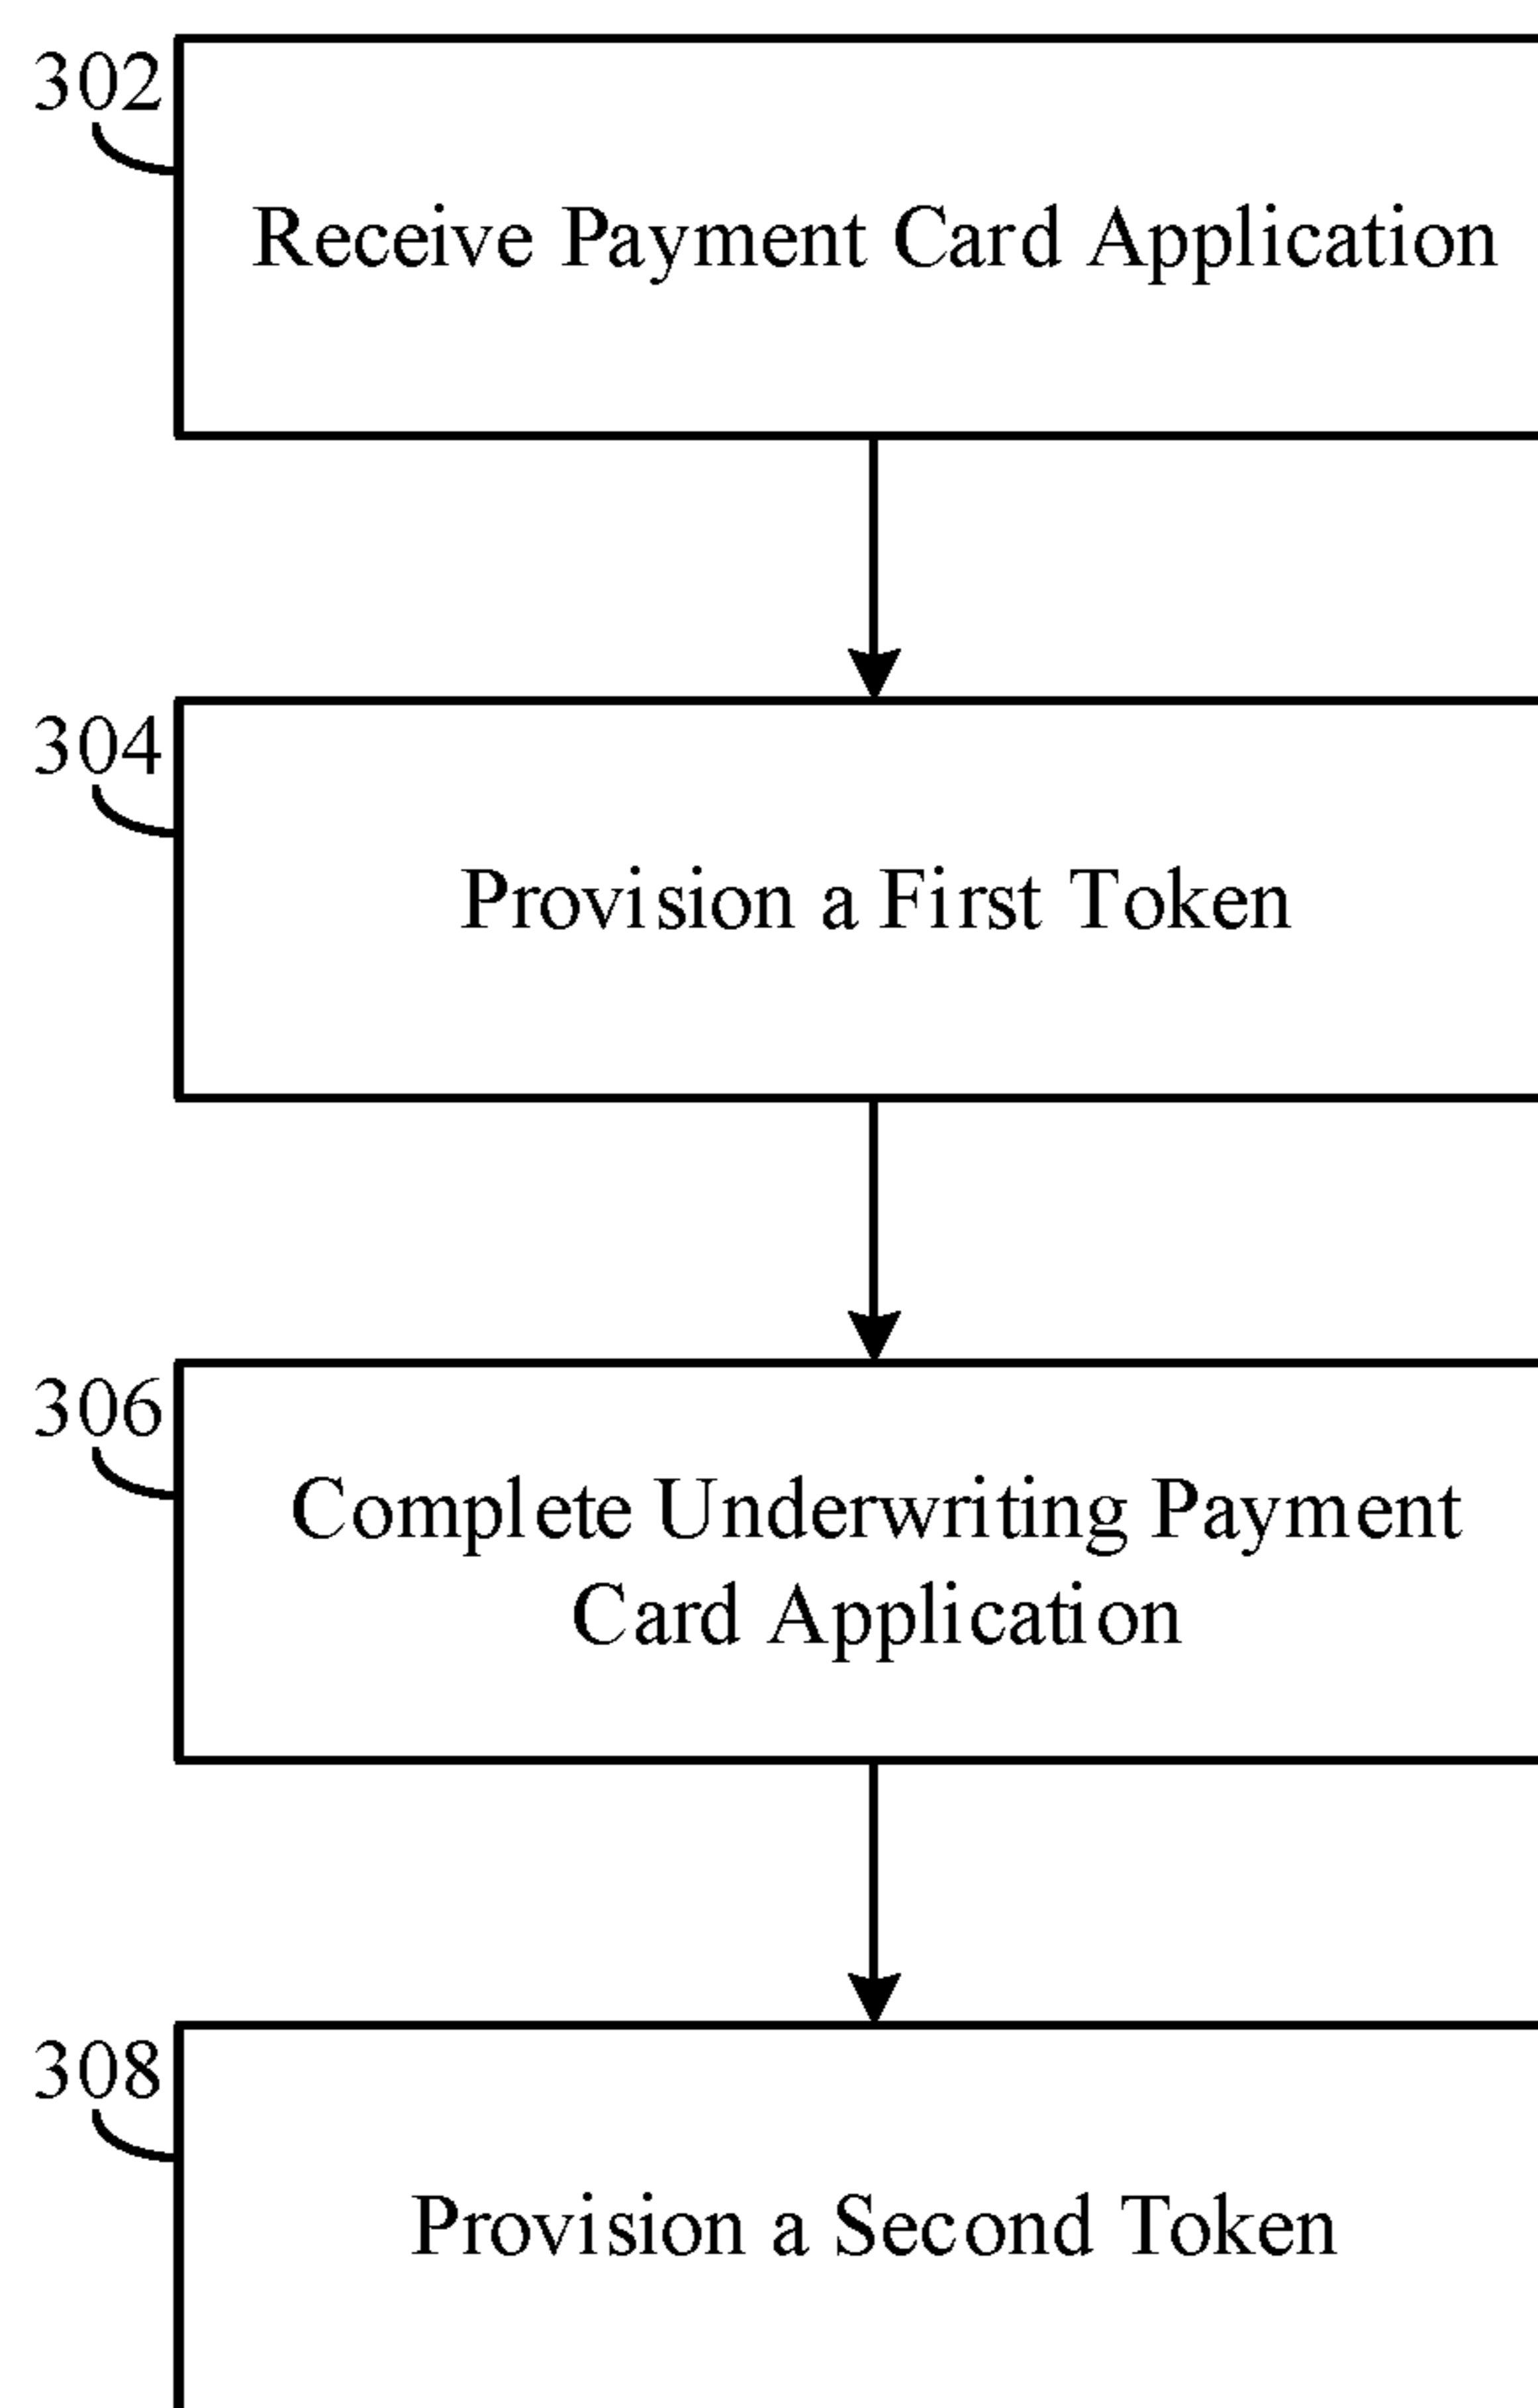 302
Receive Payment Card Application
304
Provision a First Token
306
Complete Underwriting Payment
Card Application
308
Provision a Second Token